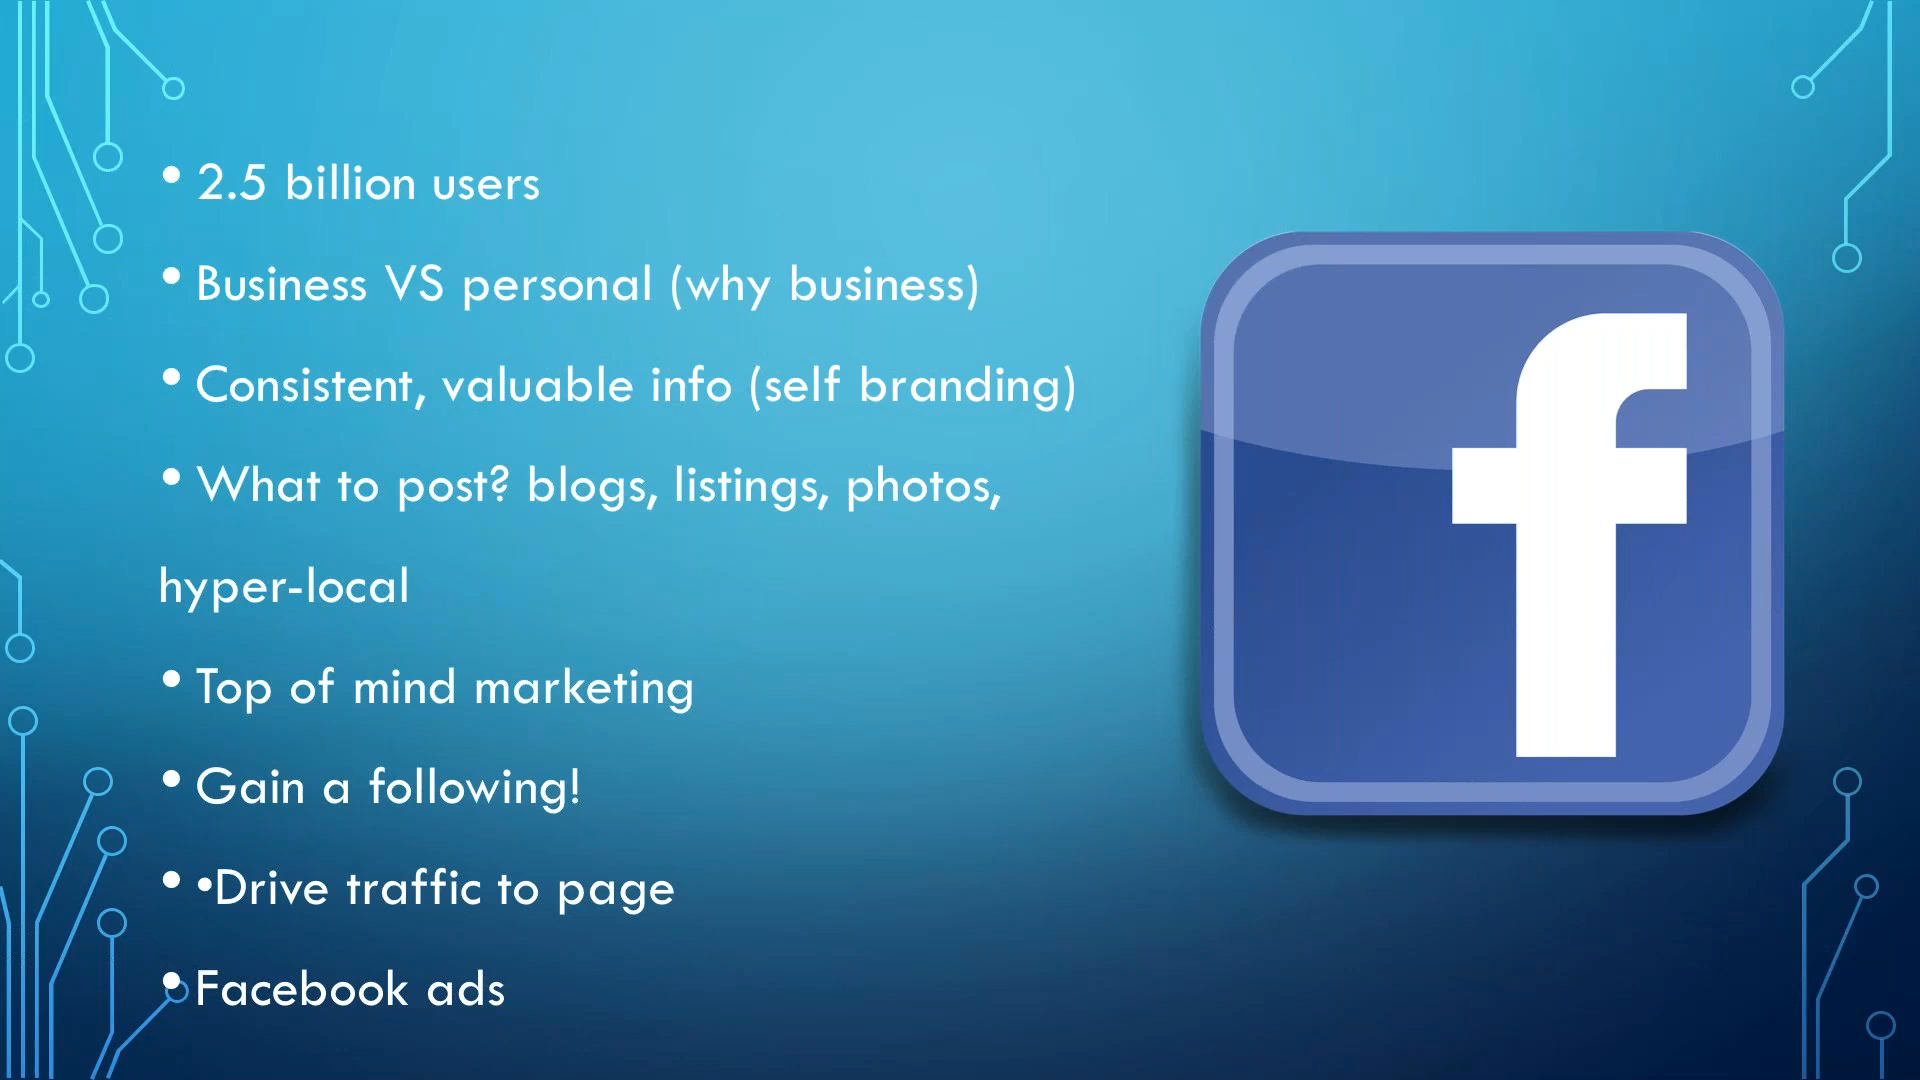 • 2.5 billion users
• Business VS personal (why business)
• Consistent, valuable info (self branding)
• What to post? blogs, listings, photos,
hyper-local
• Top of mind marketing
• Gain a following!
• •Drive traffic to page
• Facebook ads
f